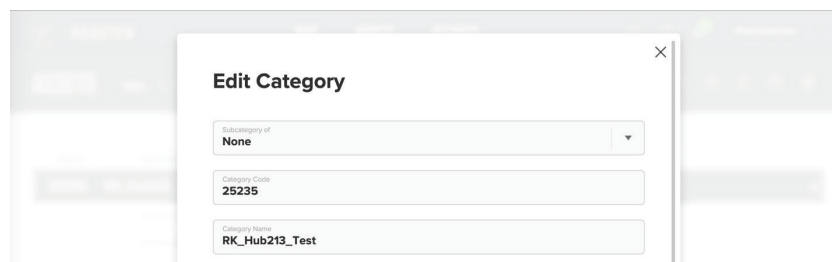 Edit Category
Subcategory of
None
Category Code
25235
Category Name
RK_Hub213_Test